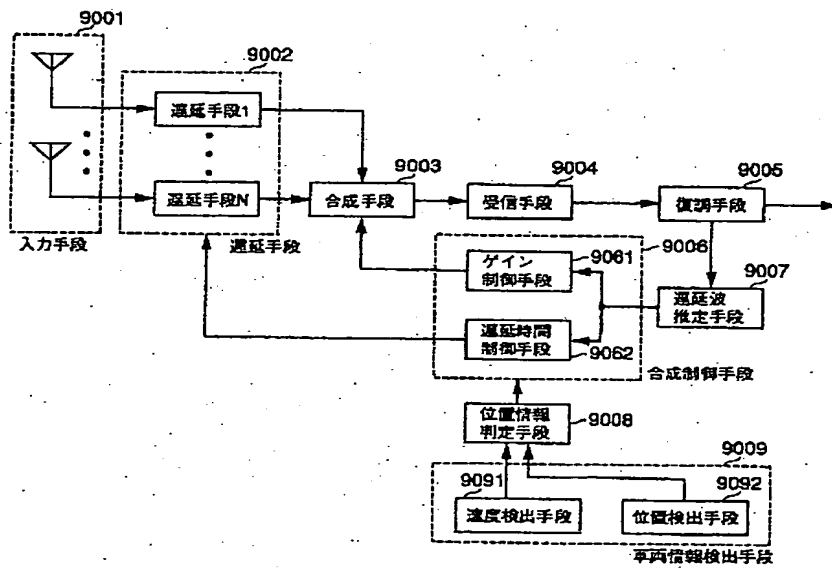 9001
9002
遅延手段1
遅延手段N
入力手段
遅延手段
9003
合成手段
9004
受信手段
9005
復調手段
9006
ゲイン
制御手段
9061
9007
遅延波
推定手段
遅延時間
制御手段
9062
合成制御手段
位置情報
判定手段
9008
9009
9091
速度検出手段
9092
位置検出手段
車両情報検出手段